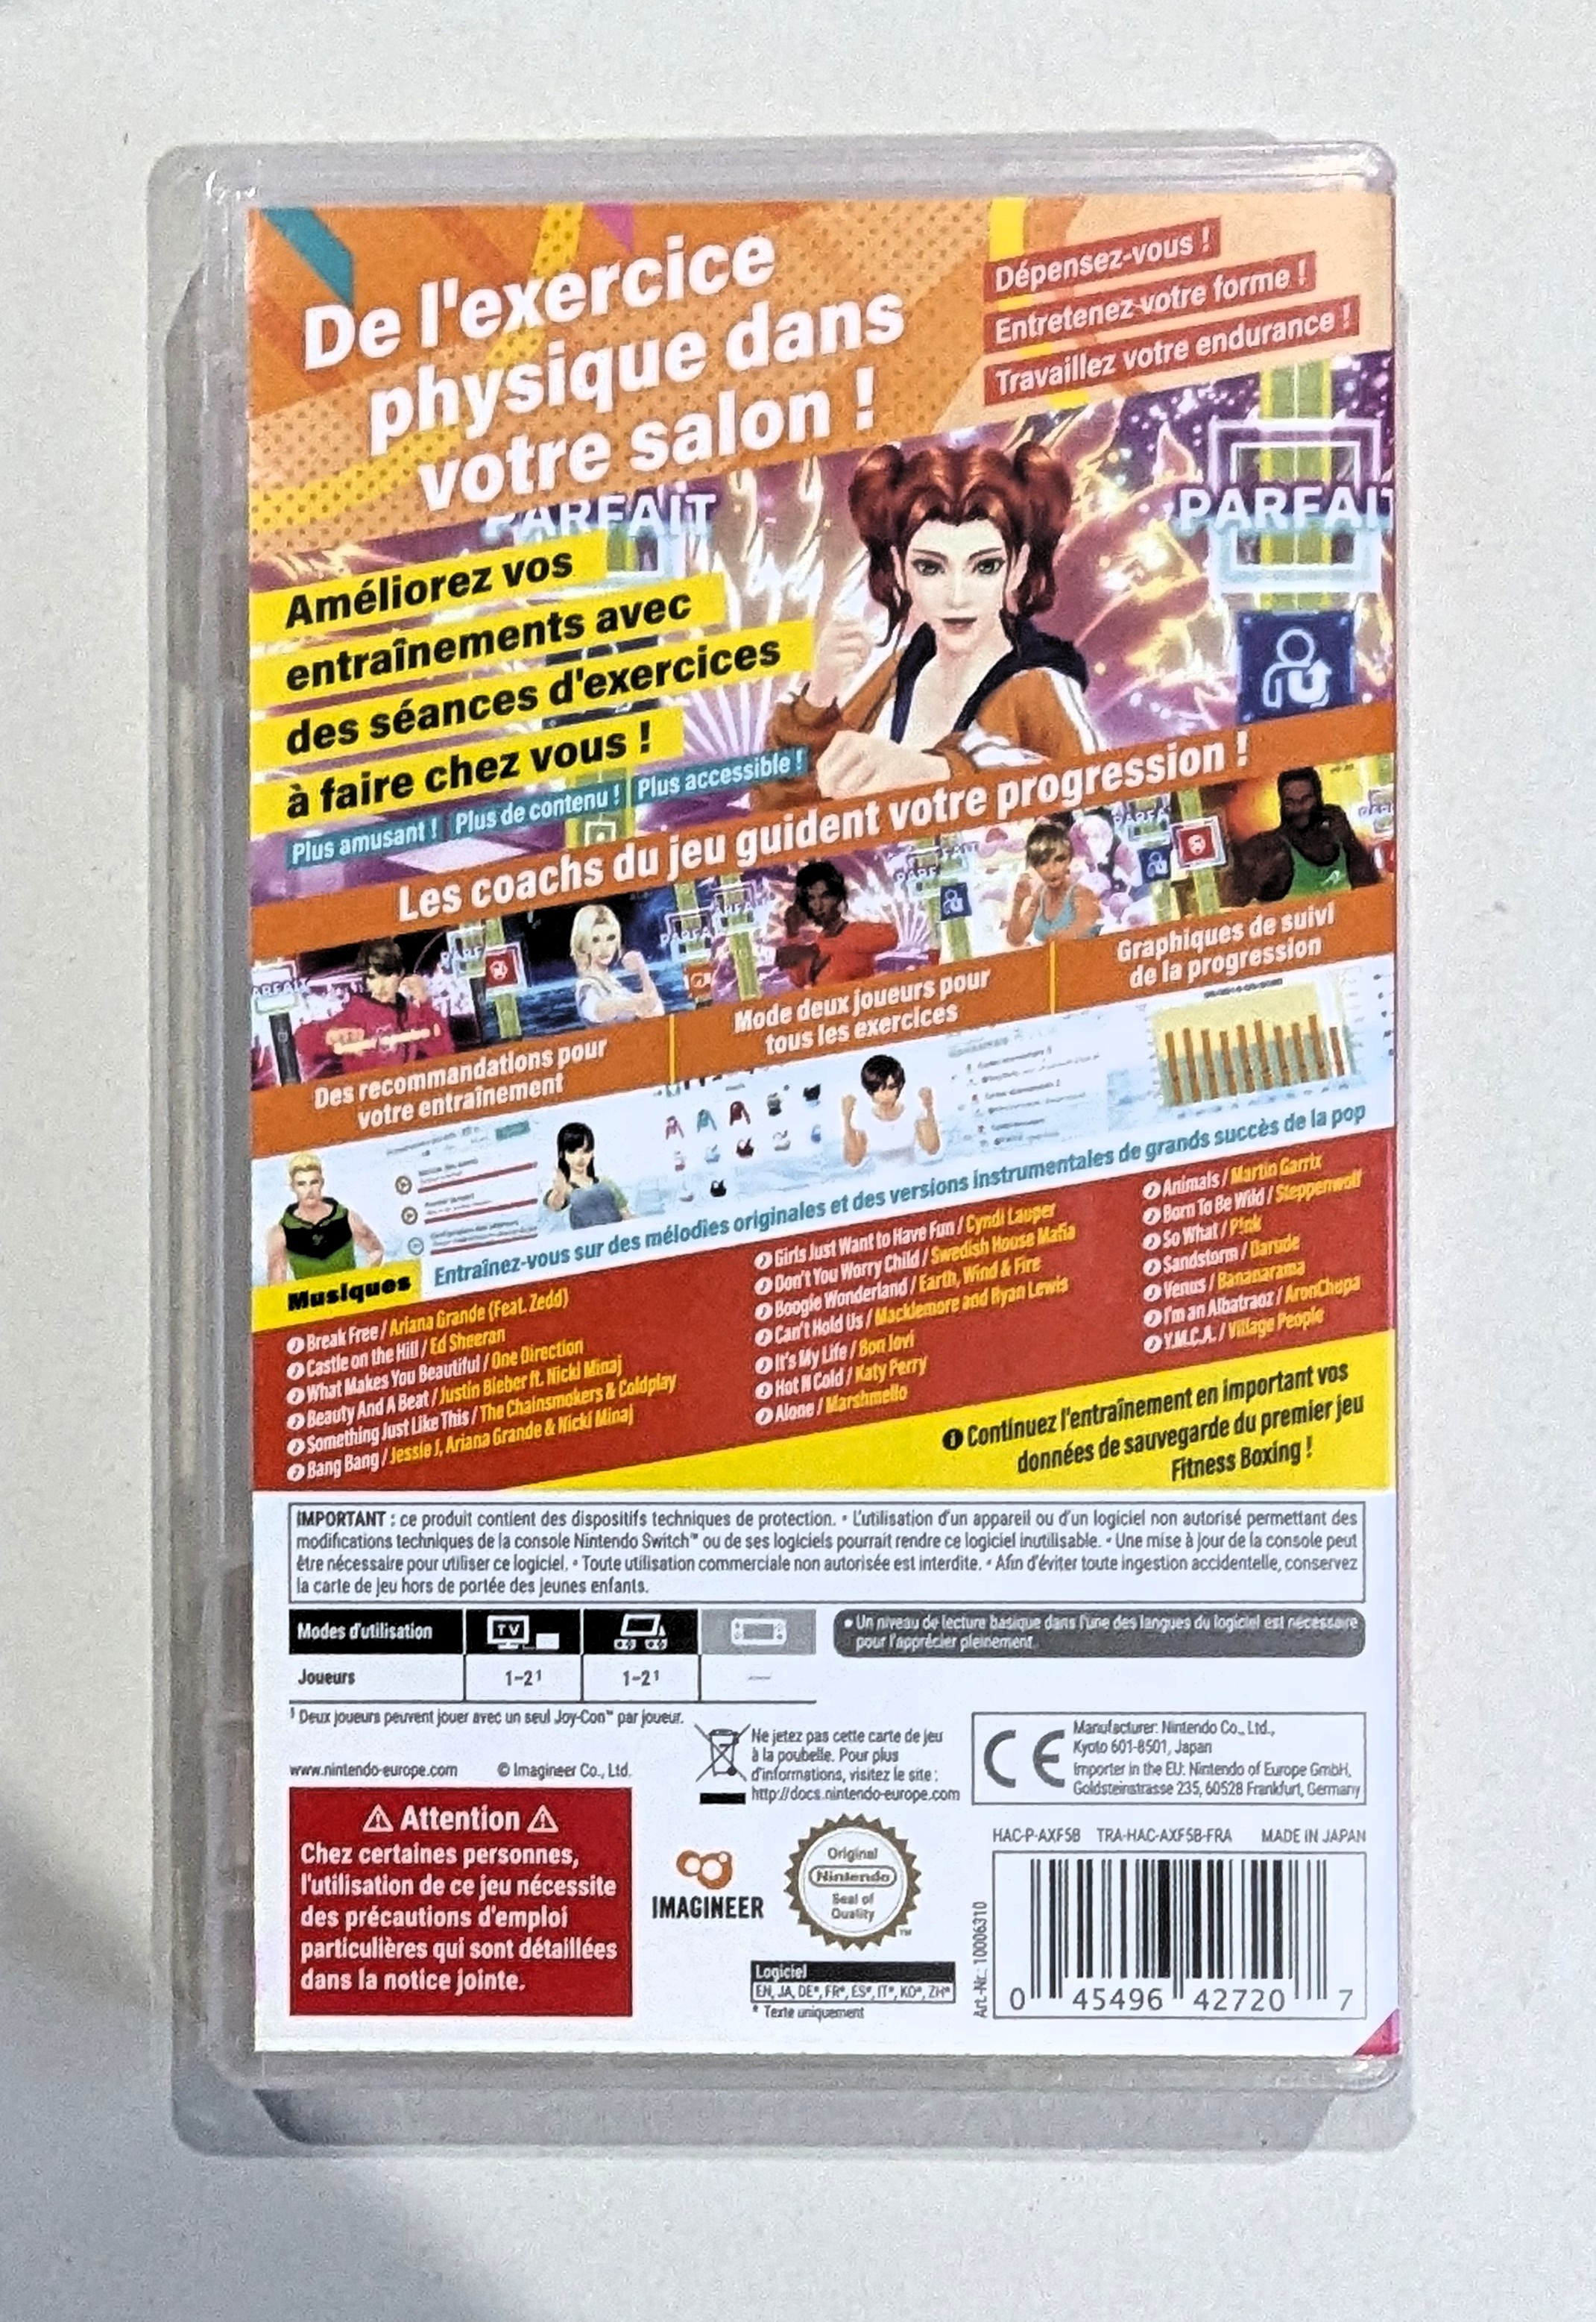 De l'exercice
physique dans
votre salon !
Dépensez-vous !
Entretenez votre forme !
Travaillez votre endurance !
PARFAIT
PARFAIT
Améliorez vos
entraînements avec
des séances d'exercices
à faire chez vous !
Plus amusant ! Plus de contenu ! Plus accessible !
Les coachs du jeu guident votre progression !
Des recommandations pour
votre entraînement
Mode deux joueurs pour
tous les exercices
Graphiques de suivi
de la progression
Musiques
Entraînez-vous sur des mélodies originales et des versions instrumentales de grands succès de la pop
Break Free / Ariana Grande (Feat. Zedd)
Castle on the Hill / Ed Sheeran
What Makes You Beautiful / One Direction
Beauty And A Beat / Justin Bieber ft. Nicki Minaj
Something Just Like This / The Chainsmokers & Coldplay
Bang Bang / Jessie J, Ariana Grande & Nicki Minaj
Girls Just Want to Have Fun / Cyndi Lauper
Don't You Worry Child / Swedish House Mafia
Boogie Wonderland / Earth, Wind & Fire
Can't Hold Us / Macklemore and Ryan Lewis
It's My Life / Bon Jovi
Hot N Cold / Katy Perry
Alone / Marshmello
Animals / Martin Garrix
Born To Be Wild / Steppenwolf
So What / P!nk
Sandstorm / Darude
Venus / Bananarama
I'm an Albatraoz / AronChupa
Y.M.C.A. / Village People
Continuez l'entraînement en important vos
données de sauvegarde du premier jeu
Fitness Boxing !
IMPORTANT : ce produit contient des dispositifs techniques de protection. • L'utilisation d'un appareil ou d'un logiciel non autorisé permettant des
modifications techniques de la console Nintendo Switch™ ou de ses logiciels pourrait rendre ce logiciel inutilisable. • Une mise à jour de la console peut
être nécessaire pour utiliser ce logiciel. • Toute utilisation commerciale non autorisée est interdite. • Afin d'éviter toute ingestion accidentelle, conservez
la carte de jeu hors de portée des jeunes enfants.
Modes d'utilisation
TV
Joueurs 1-2¹ 1-2¹ —
• Un niveau de lecture basique dans l'une des langues du logiciel est nécessaire
pour l'apprécier pleinement.
¹ Deux joueurs peuvent jouer avec un seul Joy-Con™ par joueur.
www.nintendo-europe.com © Imagineer Co., Ltd.
Ne jetez pas cette carte de jeu
à la poubelle. Pour plus
d'informations, visitez le site :
http://docs.nintendo-europe.com
CE
Manufacturer: Nintendo Co., Ltd.,
Kyoto 601-8501, Japan
Importer in the EU: Nintendo of Europe GmbH,
Goldsteinstrasse 235, 60528 Frankfurt, Germany
⚠ Attention ⚠
Chez certaines personnes,
l'utilisation de ce jeu nécessite
des précautions d'emploi
particulières qui sont détaillées
dans la notice jointe.
IMAGINEER
Original
Nintendo
Seal of
Quality
TM
Logiciel
EN, JA, DE*, FR*, ES*, IT*, KO*, ZH*
* Texte uniquement
HAC-P-AXF5B TRA-HAC-AXF5B-FRA MADE IN JAPAN
Art.-Nr.: 10006310
0 45496 42720 7